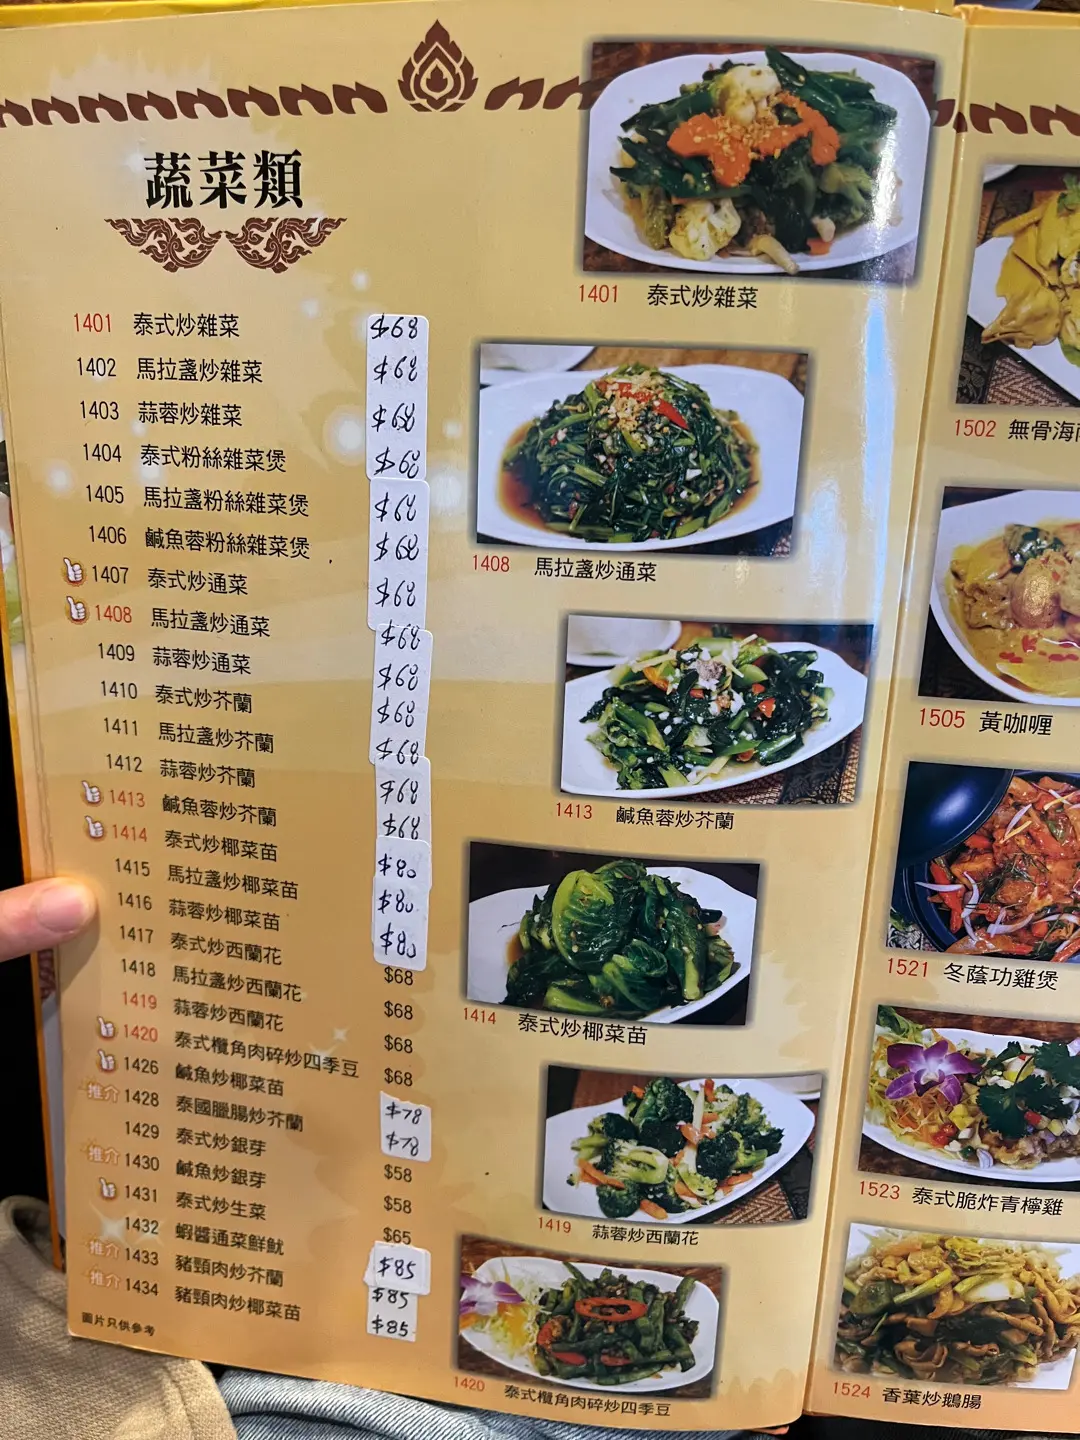 蔬菜類
1401 泰式炒雜菜 $68
1402 馬拉盞炒雜菜 $68
1403 蒜蓉炒雜菜 $68
1404 泰式粉絲雜菜煲 $68
1405 馬拉盞粉絲雜菜煲 $68
1406 鹹魚蓉粉絲雜菜煲 $68
1407 泰式炒通菜 $68
1408 馬拉盞炒通菜 $68
1409 蒜蓉炒通菜 $68
1410 泰式炒芥蘭 $68
1411 馬拉盞炒芥蘭 $68
1412 蒜蓉炒芥蘭 $68
1413 鹹魚蓉炒芥蘭 $68
1414 泰式炒椰菜苗 $80
1415 馬拉盞炒椰菜苗 $80
1416 蒜蓉炒椰菜苗 $80
1417 泰式炒西蘭花 $68
1418 馬拉盞炒西蘭花 $68
1419 蒜蓉炒西蘭花 $68
1420 泰式欖角肉碎炒四季豆 $68
1426 鹹魚炒椰菜苗 $78
推介 1428 泰國臘腸炒芥蘭 $78
1429 泰式炒銀芽 $58
推介 1430 鹹魚炒銀芽 $58
1431 泰式炒生菜 $65
1432 蝦醬通菜鮮魷 $85
推介 1433 豬頸肉炒芥蘭 $85
推介 1434 豬頸肉炒椰菜苗 $85
圖片只供參考
1401 泰式炒雜菜
1408 馬拉盞炒通菜
1413 鹹魚蓉炒芥蘭
1414 泰式炒椰菜苗
1419 蒜蓉炒西蘭花
1420 泰式欖角肉碎炒四季豆
1502 無骨海南
1505 黃咖喱
1521 冬蔭功雞煲
1523 泰式脆炸青檸雞
1524 香葉炒鵝腸